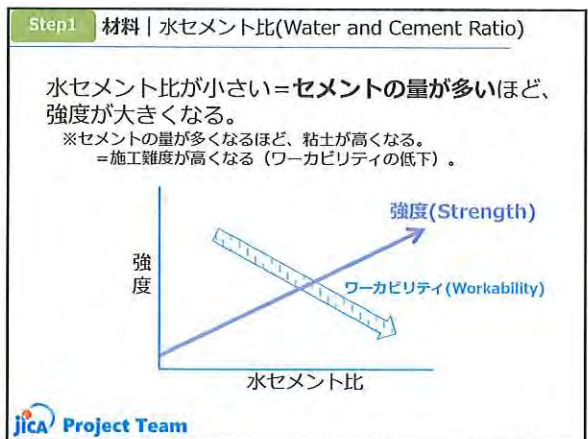 Step1 材料｜水セメント比(Water and Cement Ratio)
水セメント比が小さい＝セメントの量が多いほど、
強度が大きくなる。
※セメントの量が多くなるほど、粘土が高くなる。
＝施工難度が高くなる（ワーカビリティの低下）。
強度(Strength)
強度
ワーカビリティ(Workability)
水セメント比
jICA Project Team